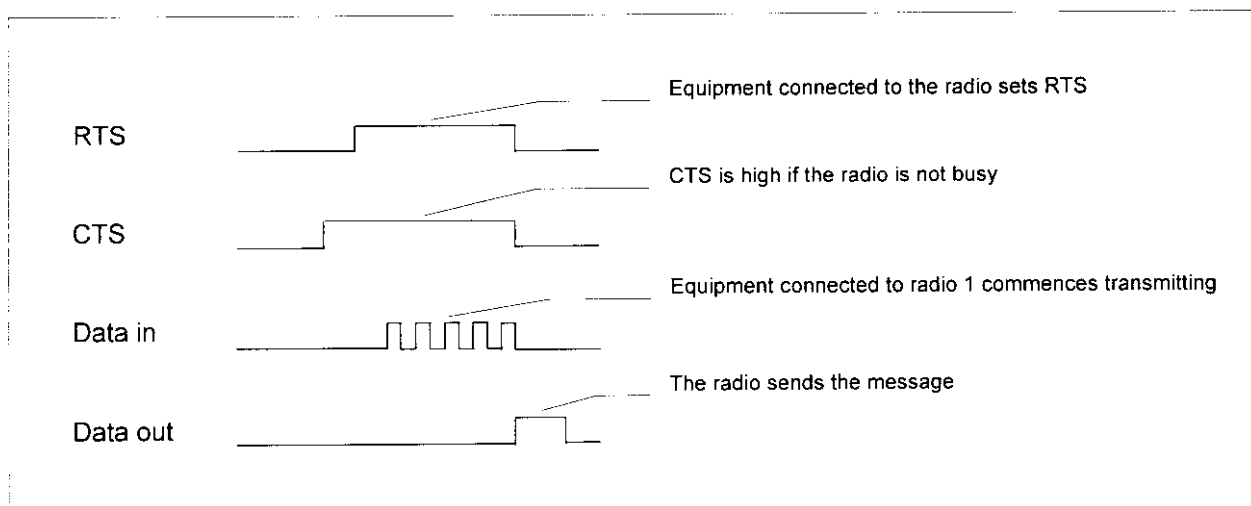 Equipment connected to the radio sets RTS
RTS
CTS is high if the radio is not busy
CTS
Equipment connected to radio 1 commences transmitting
Data in
The radio sends the message
Data out